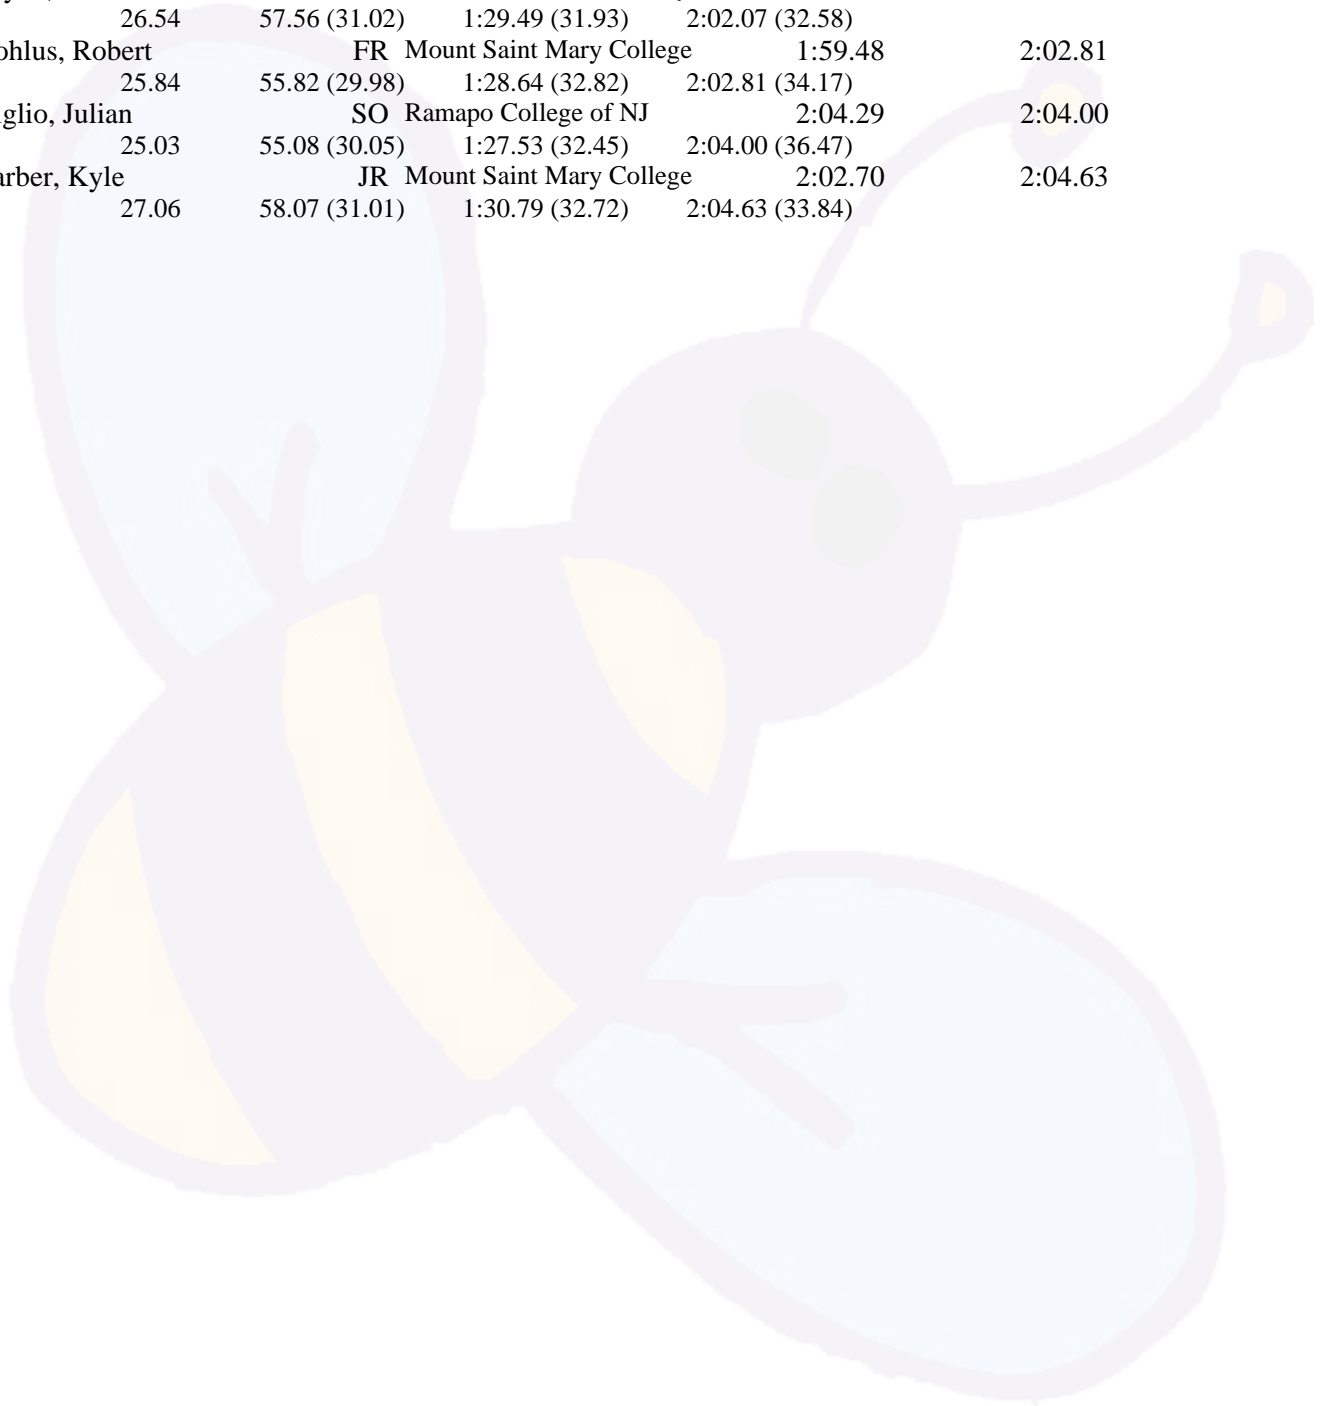 26.54 57.56 (31.02) 1:29.49 (31.93) 2:02.07 (32.58)
ohlus, Robert FR Mount Saint Mary College 1:59.48 2:02.81
25.84 55.82 (29.98) 1:28.64 (32.82) 2:02.81 (34.17)
glio, Julian SO Ramapo College of NJ 2:04.29 2:04.00
25.03 55.08 (30.05) 1:27.53 (32.45) 2:04.00 (36.47)
arber, Kyle JR Mount Saint Mary College 2:02.70 2:04.63
27.06 58.07 (31.01) 1:30.79 (32.72) 2:04.63 (33.84)